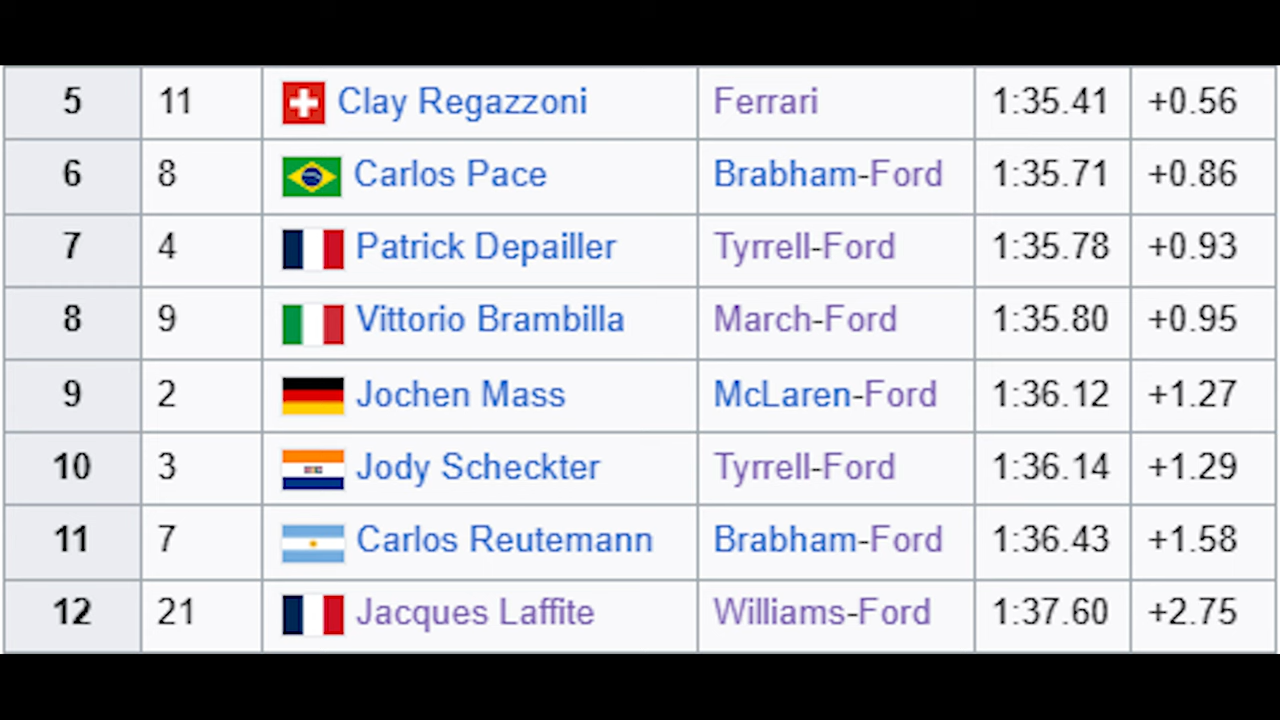 5 11 Clay Regazzoni Ferrari 1:35.41 +0.56
6 8 Carlos Pace Brabham-Ford 1:35.71 +0.86
7 4 Patrick Depailler Tyrrell-Ford 1:35.78 +0.93
8 9 Vittorio Brambilla March-Ford 1:35.80 +0.95
9 2 Jochen Mass McLaren-Ford 1:36.12 +1.27
10 3 Jody Scheckter Tyrrell-Ford 1:36.14 +1.29
11 7 Carlos Reutemann Brabham-Ford 1:36.43 +1.58
12 21 Jacques Laffite Williams-Ford 1:37.60 +2.75